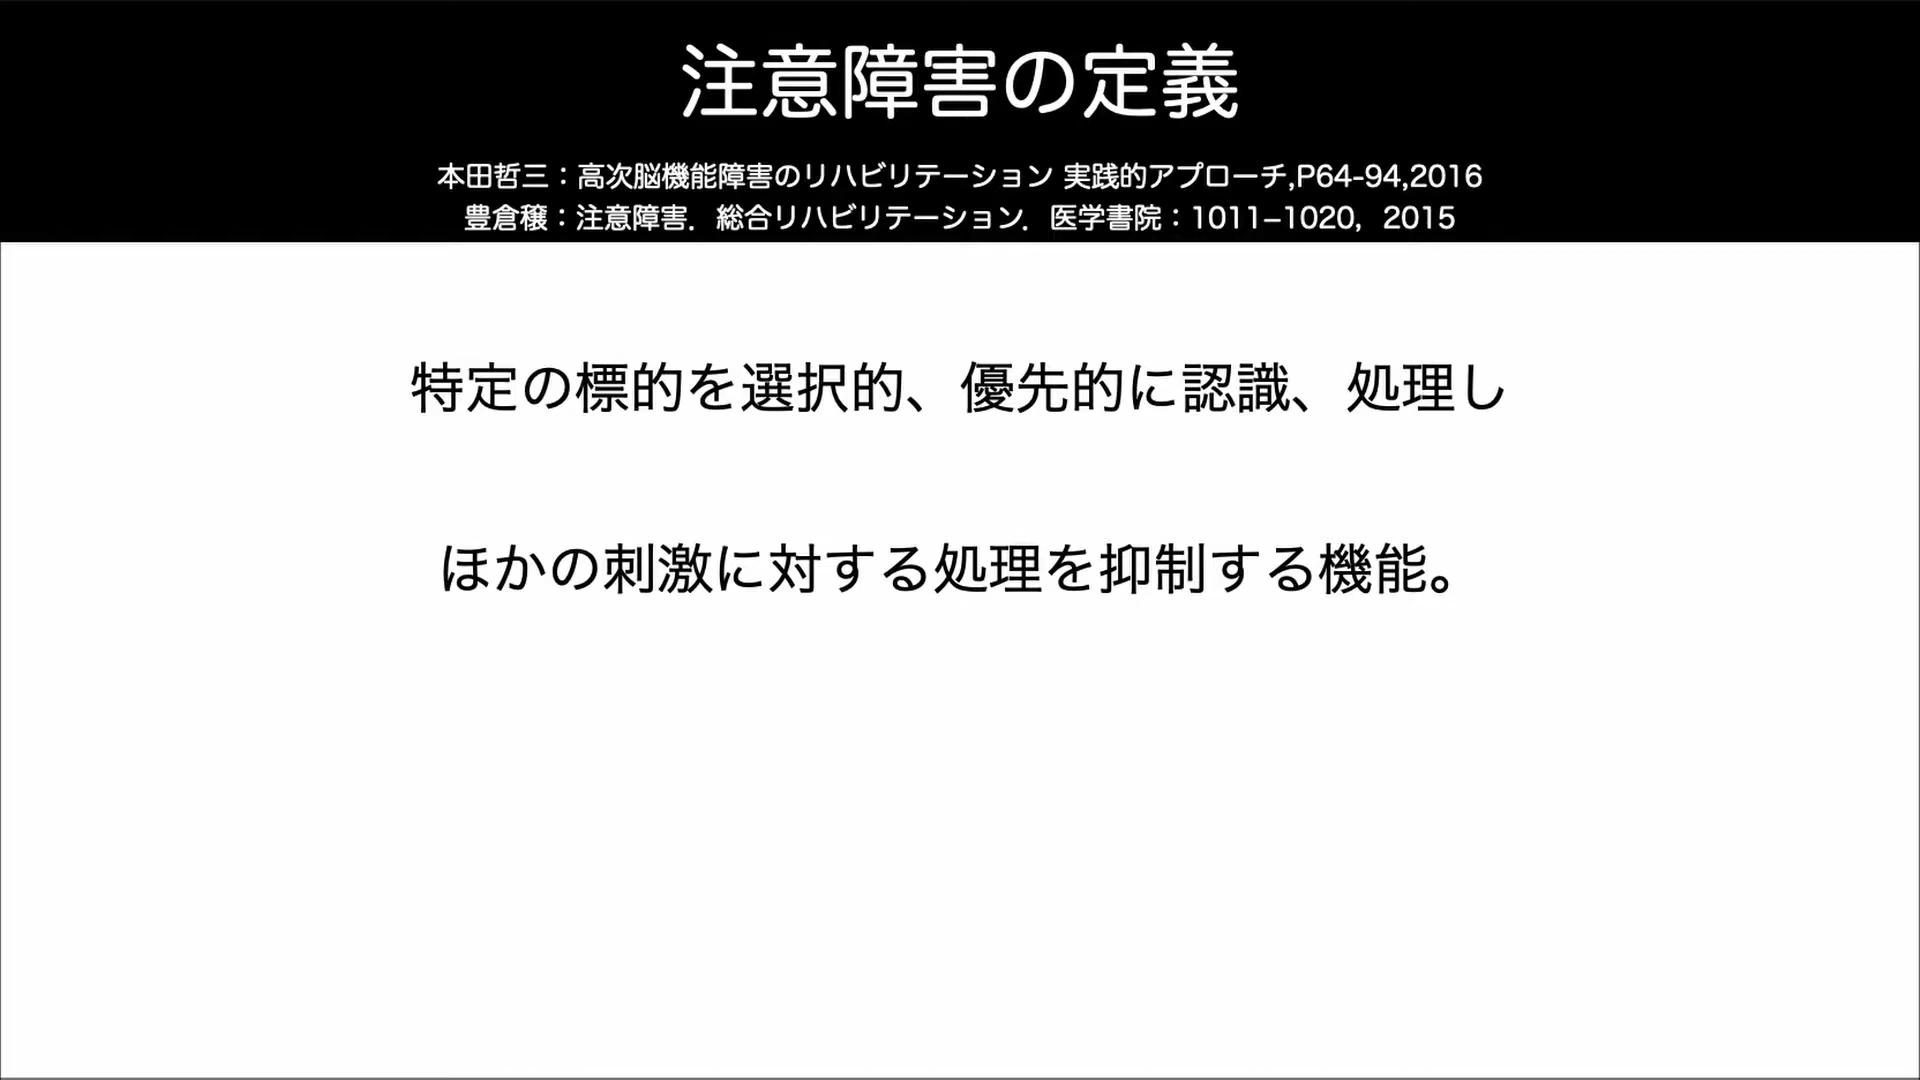 注意障害の定義
本田哲三：高次脳機能障害のリハビリテーション 実践的アプローチ,P64-94,2016
豊倉穣：注意障害．総合リハビリテーション．医学書院：1011–1020，2015
特定の標的を選択的、優先的に認識、処理し
ほかの刺激に対する処理を抑制する機能。